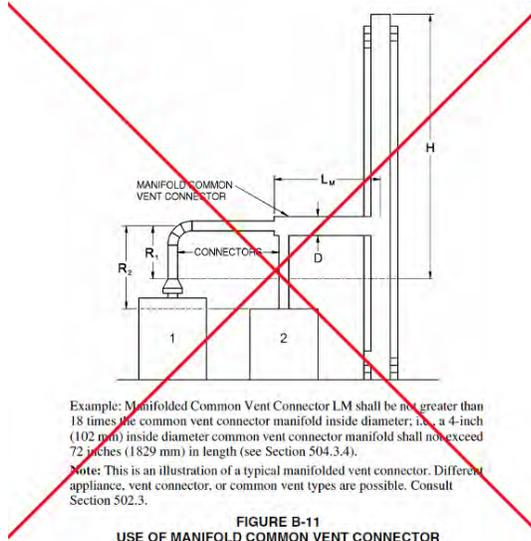 H
L M
MANIFOLD COMMON
VENT CONNECTOR
R 1
CONNECTORS
D
R 2
1
2
Example: Manifolded Common Vent Connector LM shall be not greater than
18 times the common vent connector manifold inside diameter; i.e., a 4-inch
(102 mm) inside diameter common vent connector manifold shall not exceed
72 inches (1829 mm) in length (see Section 504.3.4).
Note: This is an illustration of a typical manifolded vent connector. Different
appliance, vent connector, or common vent types are possible. Consult
Section 502.3.
FIGURE B-11
USE OF MANIFOLD COMMON VENT CONNECTOR